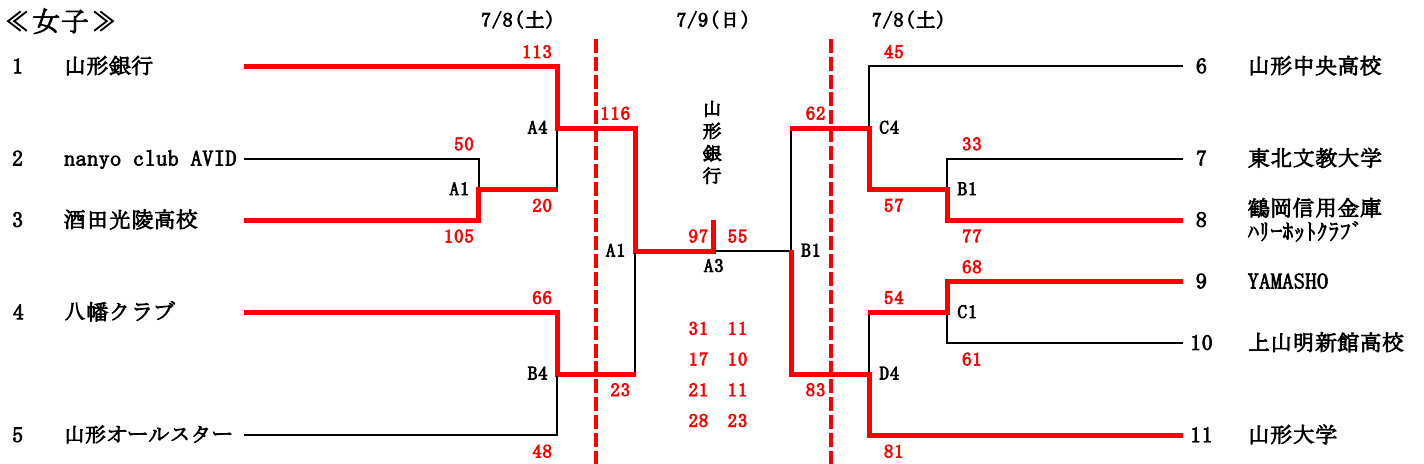 ≪女子≫ 7/8(土) 7/9(日) 7/8(土)
113 45
1 山形銀行 6 山形中央高校
116 山形銀行 62
A4 C4
50 33
2 nanyo club AVID 7 東北文教大学
A1 B1
20 57
3 酒田光陵高校 8 鶴岡信用金庫
ハリーホットクラブ
105 97 55 77
A1 A3 B1
68
9 YAMASHO
66 54
4 八幡クラブ C1
31 11
10 上山明新館高校
17 10 61
B4 D4
23 21 11 83
28 23
5 山形オールスター 11 山形大学
48 81